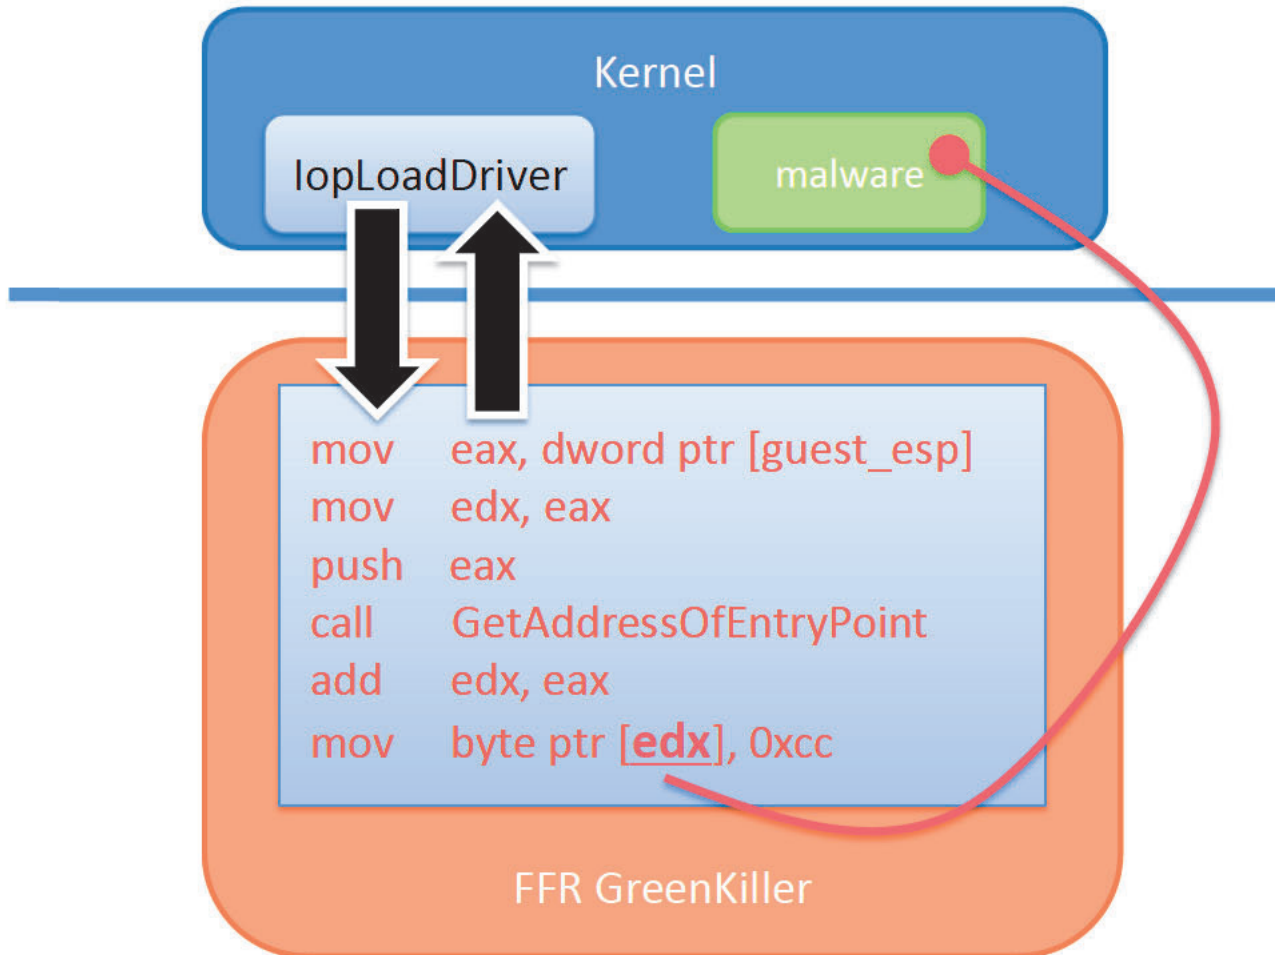 Kernel
IopLoadDriver
malware
mov eax, dword ptr [guest_esp]
mov edx, eax
push eax
call GetAddressOfEntryPoint
add edx, eax
mov byte ptr [edx], 0xcc
FFR GreenKiller